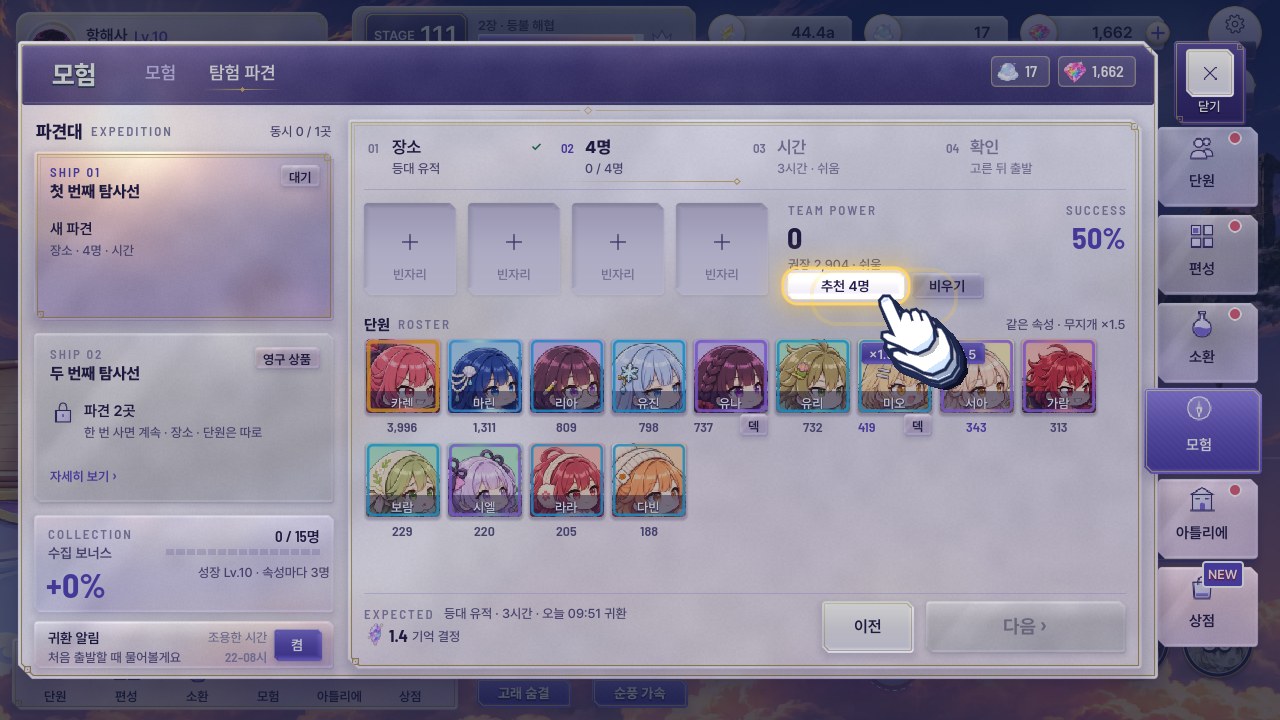 항해사 Lv.10
STAGE 111
2장 · 등불 해협
44.4a
17
1,662
모험
모험
탐험 파견
17
1,662
닫기
파견대 EXPEDITION
동시 0 / 1곳
SHIP 01
첫 번째 탐사선
대기
새 파견
장소 · 4명 · 시간
SHIP 02
두 번째 탐사선
영구 상품
파견 2곳
한 번 사면 계속 · 장소 · 단원은 따로
자세히 보기 ›
COLLECTION
수집 보너스
0 / 15명
+0%
성장 Lv.10 · 속성마다 3명
귀환 알림
처음 출발할 때 물어볼게요
조용한 시간
22-08시
켬
01 장소
등대 유적
02 4명
0 / 4명
03 시간
3시간 · 쉬움
04 확인
고른 뒤 출발
빈자리
빈자리
빈자리
빈자리
TEAM POWER
0
권장 2,904 · 쉬움
SUCCESS
50%
추천 4명
비우기
단원 ROSTER
같은 속성 · 무지개 ×1.5
카렌
마린
리아
유진
유나
유리
미오
서아
가람
3,996
1,311
809
798
737
덱
732
419
덱
343
313
보람
시엘
라라
다빈
229
220
205
188
EXPECTED 등대 유적 · 3시간 · 오늘 09:51 귀환
1.4 기억 결정
이전
다음 ›
단원
편성
소환
모험
아틀리에
NEW
상점
단원
편성
소환
모험
아틀리에
상점
고래 숨결
순풍 가속